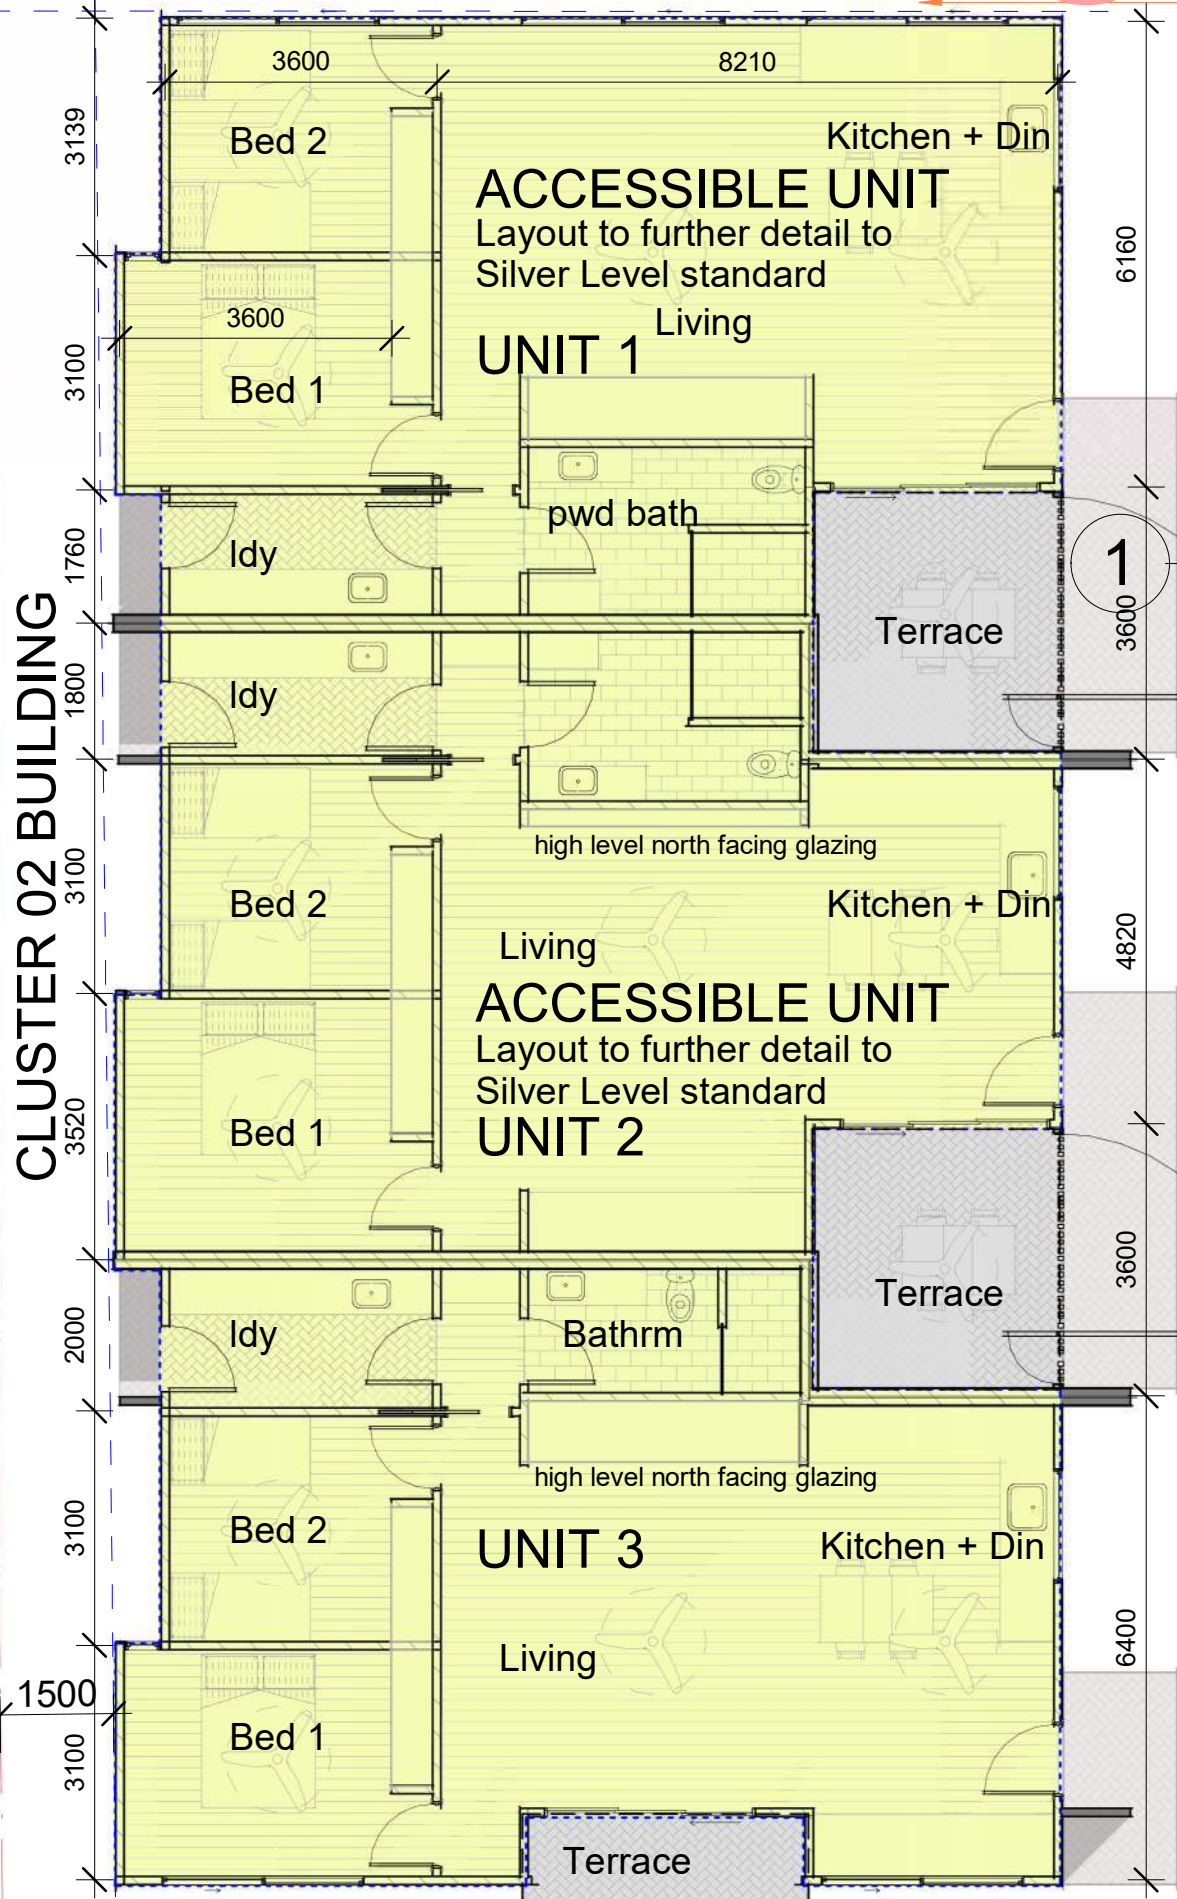 3600
8210
3139
Bed 2
Kitchen + Din
ACCESSIBLE UNIT
Layout to further detail to
Silver Level standard
6160
3600
Living
UNIT 1
3100
Bed 1
pwd bath
1760
ldy
1
3600
Terrace
CLUSTER 02 BUILDING
1800
ldy
high level north facing glazing
3100
Bed 2
Kitchen + Din
Living
4820
ACCESSIBLE UNIT
Layout to further detail to
Silver Level standard
3520
Bed 1
UNIT 2
3600
Terrace
2000
ldy
Bathrm
high level north facing glazing
3100
Bed 2
UNIT 3
Kitchen + Din
6400
Living
1500
Bed 1
3100
Terrace